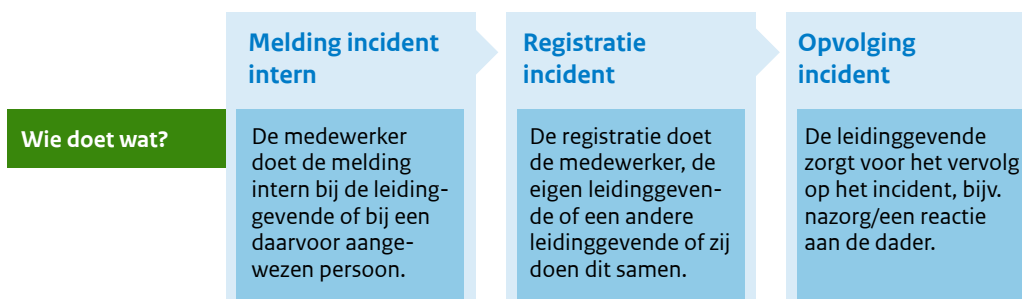 Melding incident
intern
Registratie
incident
Opvolging
incident
Wie doet wat?
De medewerker
doet de melding
intern bij de leiding-
gevende of bij een
daarvoor aange-
wezen persoon.
De registratie doet
de medewerker, de
eigen leidinggeven-
de of een andere
leidinggevende of zij
doen dit samen.
De leidinggevende
zorgt voor het vervolg
op het incident, bijv.
nazorg/een reactie
aan de dader.